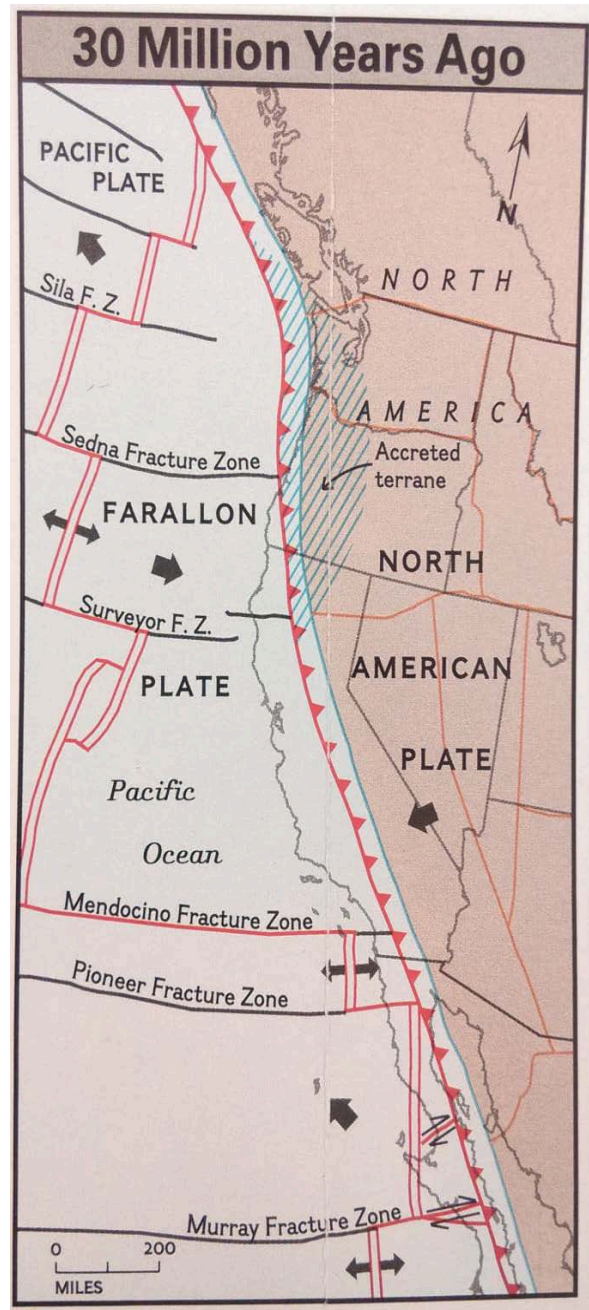 30 Million Years Ago
PACIFIC
PLATE
N
Sila F. Z.
NORTH
AMERICA
Sedna Fracture Zone
Accreted
terrane
FARALLON
NORTH
Surveyor F. Z.
PLATE
AMERICAN
PLATE
Pacific
Ocean
Mendocino Fracture Zone
Pioneer Fracture Zone
Murray Fracture Zone
0 200
MILES